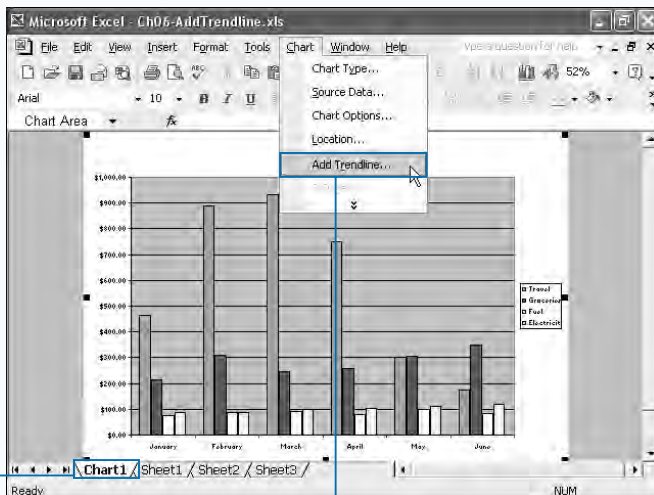 Microsoft Excel - Ch06-AddTrendline.xls
File Edit View Insert Format Tools Chart Window Help
52%
Arial 10 B I U
Chart Area fx
Chart Type...
Source Data...
Chart Options...
Location...
Add Trendline...
$1,000.00
$900.00
$800.00
$700.00
$600.00
$500.00
$400.00
$300.00
$200.00
$100.00
$0.00
January February March April May June
Travel
Groceries
Fuel
Electricit
Chart1 Sheet1 Sheet2 Sheet3
Ready NUM